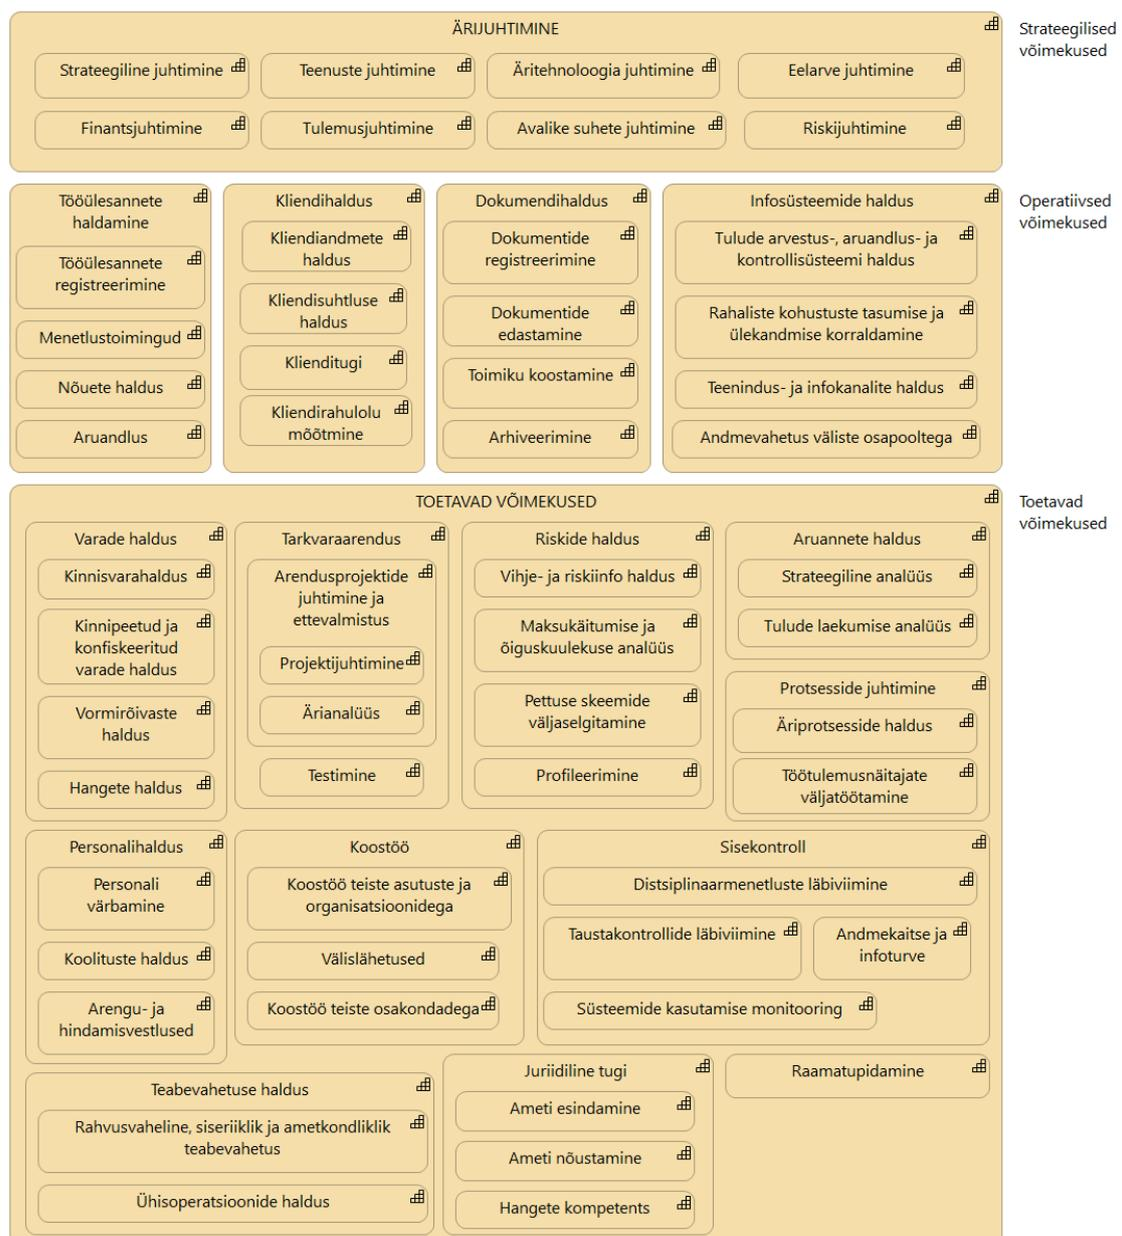 ÄRIJUHTIMINE
Strateegilised
võimekused
Strateegiline juhtimine
Teenuste juhtimine
Äritehnoloogia juhtimine
Eelarve juhtimine
Finantsjuhtimine
Tulemusjuhtimine
Avalike suhete juhtimine
Riskijuhtimine
Operatiivsed
võimekused
Tööülesannete
haldamine
Tööülesannete
registreerimine
Menetlustoimingud
Nõuete haldus
Aruandlus
Kliendihaldus
Kliendiandmete
haldus
Kliendisuhtluse
haldus
Klienditugi
Kliendirahulolu
mõõtmine
Dokumendihaldus
Dokumentide
registreerimine
Dokumentide
edastamine
Toimiku koostamine
Arhiveerimine
Infosüsteemide haldus
Tulude arvestus-, aruandlus- ja
kontrollisüsteemi haldus
Rahaliste kohustuste tasumise ja
ülekandmise korraldamine
Teenindus- ja infokanalite haldus
Andmevahetus väliste osapooltega
TOETAVAD VÕIMEKUSED
Toetavad
võimekused
Varade haldus
Kinnisvarahaldus
Kinnipeetud ja
konfiskeeritud
varade haldus
Vormirõivaste
haldus
Hangete haldus
Tarkvaraarendus
Arendusprojektide
juhtimine ja
ettevalmistus
Projektijuhtimine
Ärianalüüs
Testimine
Riskide haldus
Vihje- ja riskiinfo haldus
Maksukäitumise ja
õiguskuulekuse analüüs
Pettuse skeemide
väljaselgitamine
Profileerimine
Aruannete haldus
Strateegiline analüüs
Tulude laekumise analüüs
Protsesside juhtimine
Äriprotsesside haldus
Töötulemusnäitajate
väljatöötamine
Personalihaldus
Personali
värbamine
Koolituste haldus
Arengu- ja
hindamisvestlused
Koostöö
Koostöö teiste asutuste ja
organisatsioonidega
Välislähetused
Koostöö teiste osakondadega
Sisekontroll
Distsiplinaarmenetluste läbiviimine
Taustakontrollide läbiviimine
Andmekaitse ja
infoturve
Süsteemide kasutamise monitooring
Teabevahetuse haldus
Rahvusvaheline, siseriiklik ja ametkondliklik
teabevahetus
Ühisoperatsioonide haldus
Juriidiline tugi
Ameti esindamine
Ameti nõustamine
Hangete kompetents
Raamatupidamine